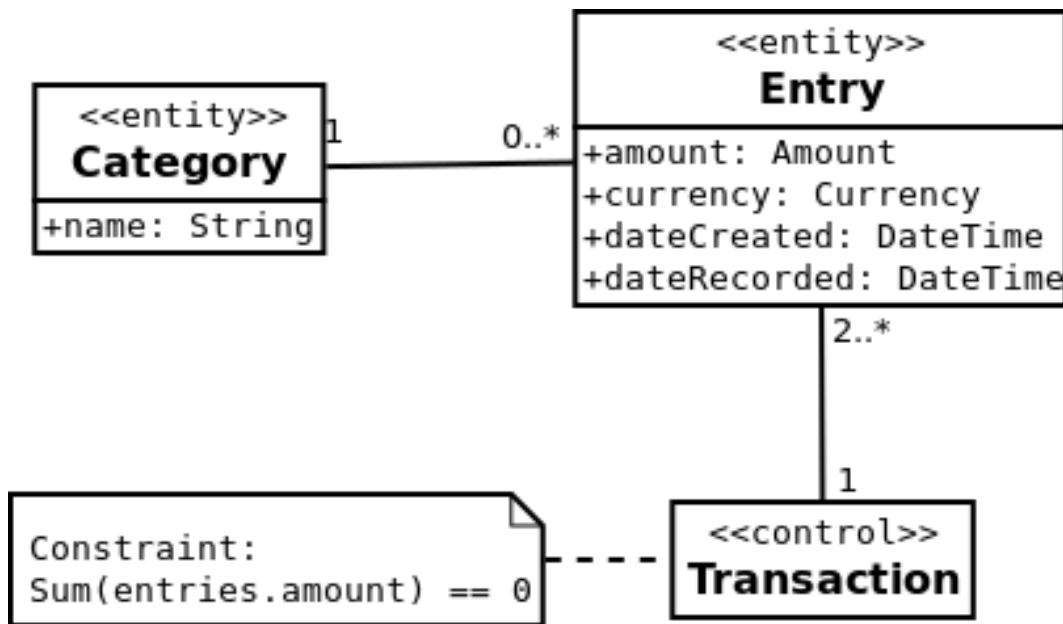 <<entity>>
Category
+name: String
1
0..*
<<entity>>
Entry
+amount: Amount
+currency: Currency
+dateCreated: DateTime
+dateRecorded: DateTime
2..*
1
<<control>>
Transaction
Constraint:
Sum(entries.amount) == 0